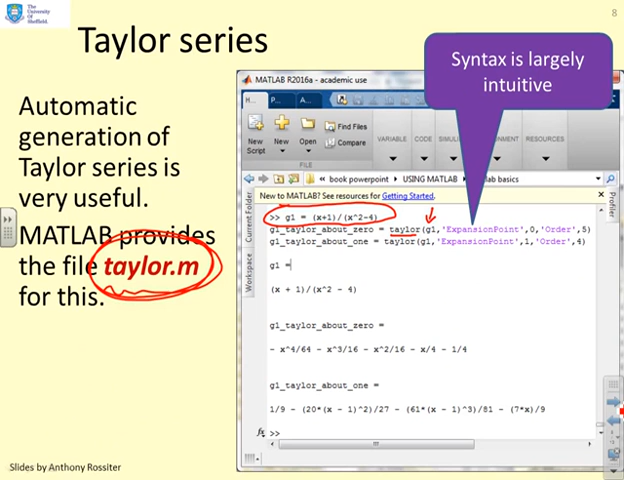 The
University
Of
Sheffield.
8
Taylor series
Syntax is largely
intuitive
Automatic
generation of
Taylor series is
very useful.
MATLAB provides
the file taylor.m
for this.
MATLAB R2016a - academic use
H...
P...
A...
New
Script
New
Open
Find Files
Compare
FILE
VARIABLE
CODE
SIMU
NMENT
RESOURCES
book powerpoint
USING MATLAB
lab basics
New to MATLAB? See resources for Getting Started.
Current Folder
Workspace
Profiler
>> g1 = (x+1)/(x^2-4)
g1_taylor_about_zero = taylor(g1,'ExpansionPoint',0,'Order',5)
g1_taylor_about_one = taylor(g1,'ExpansionPoint',1,'Order',4)
g1 =
(x + 1)/(x^2 - 4)
g1_taylor_about_zero =
- x^4/64 - x^3/16 - x^2/16 - x/4 - 1/4
g1_taylor_about_one =
1/9 - (20*(x - 1)^2)/27 - (61*(x - 1)^3)/81 - (7*x)/9
fx >>
Slides by Anthony Rossiter